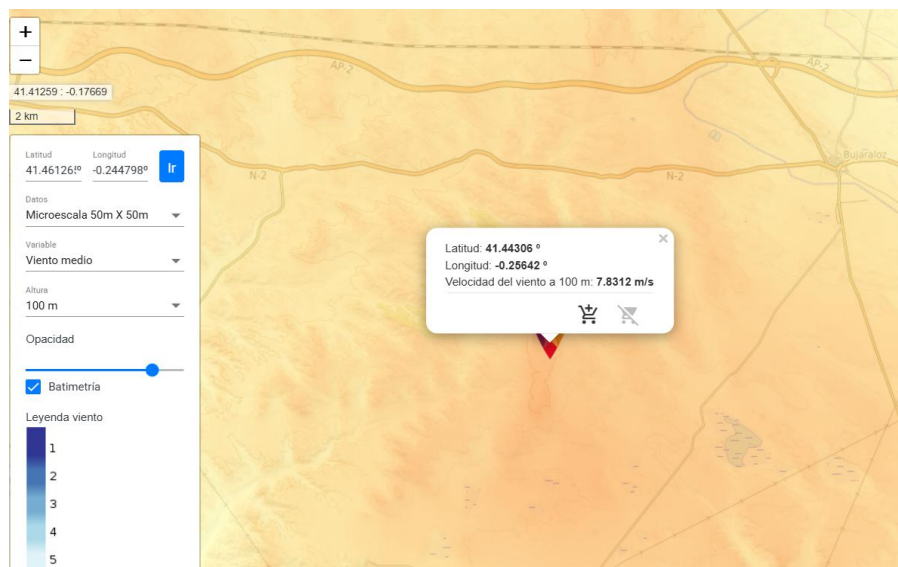 +
−
41.41259 : -0.17669
2 km
Latitud Longitud
41.46126!º -0.244798º Ir
Datos
Microescala 50m X 50m
Variable
Viento medio
Altura
100 m
Opacidad
Batimetría
Leyenda viento
1
2
3
4
5
AP-2
AP-2
N-2
N-2
Bujaraloz
×
Latitud: 41.44306 º
Longitud: -0.25642 º
Velocidad del viento a 100 m: 7.8312 m/s